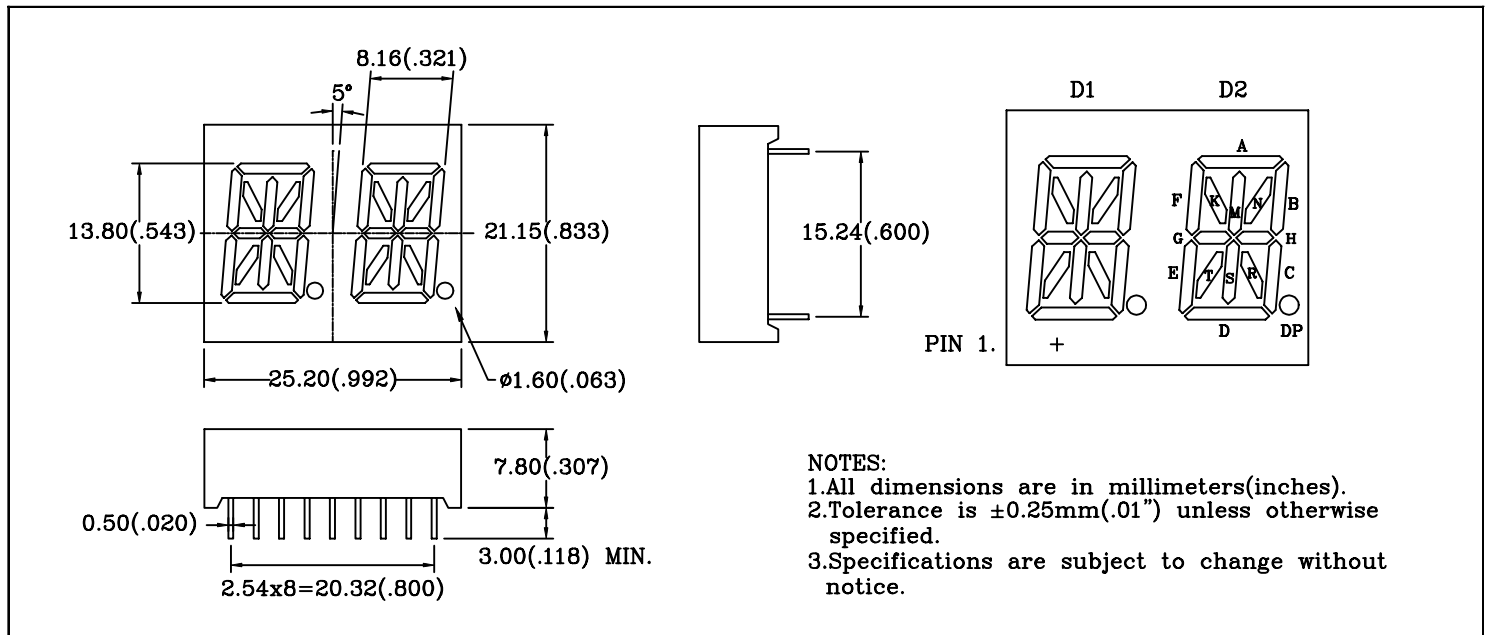 8.16(.321)
5°
13.80(.543)
21.15(.833)
25.20(.992)
ø1.60(.063)
15.24(.600)
D1 D2
A
F K M N B
G H
E T S R C
D DP
PIN 1. +
7.80(.307)
0.50(.020)
3.00(.118) MIN.
2.54x8=20.32(.800)
NOTES:
1.All dimensions are in millimeters(inches).
2.Tolerance is ±0.25mm(.01") unless otherwise
specified.
3.Specifications are subject to change without
notice.